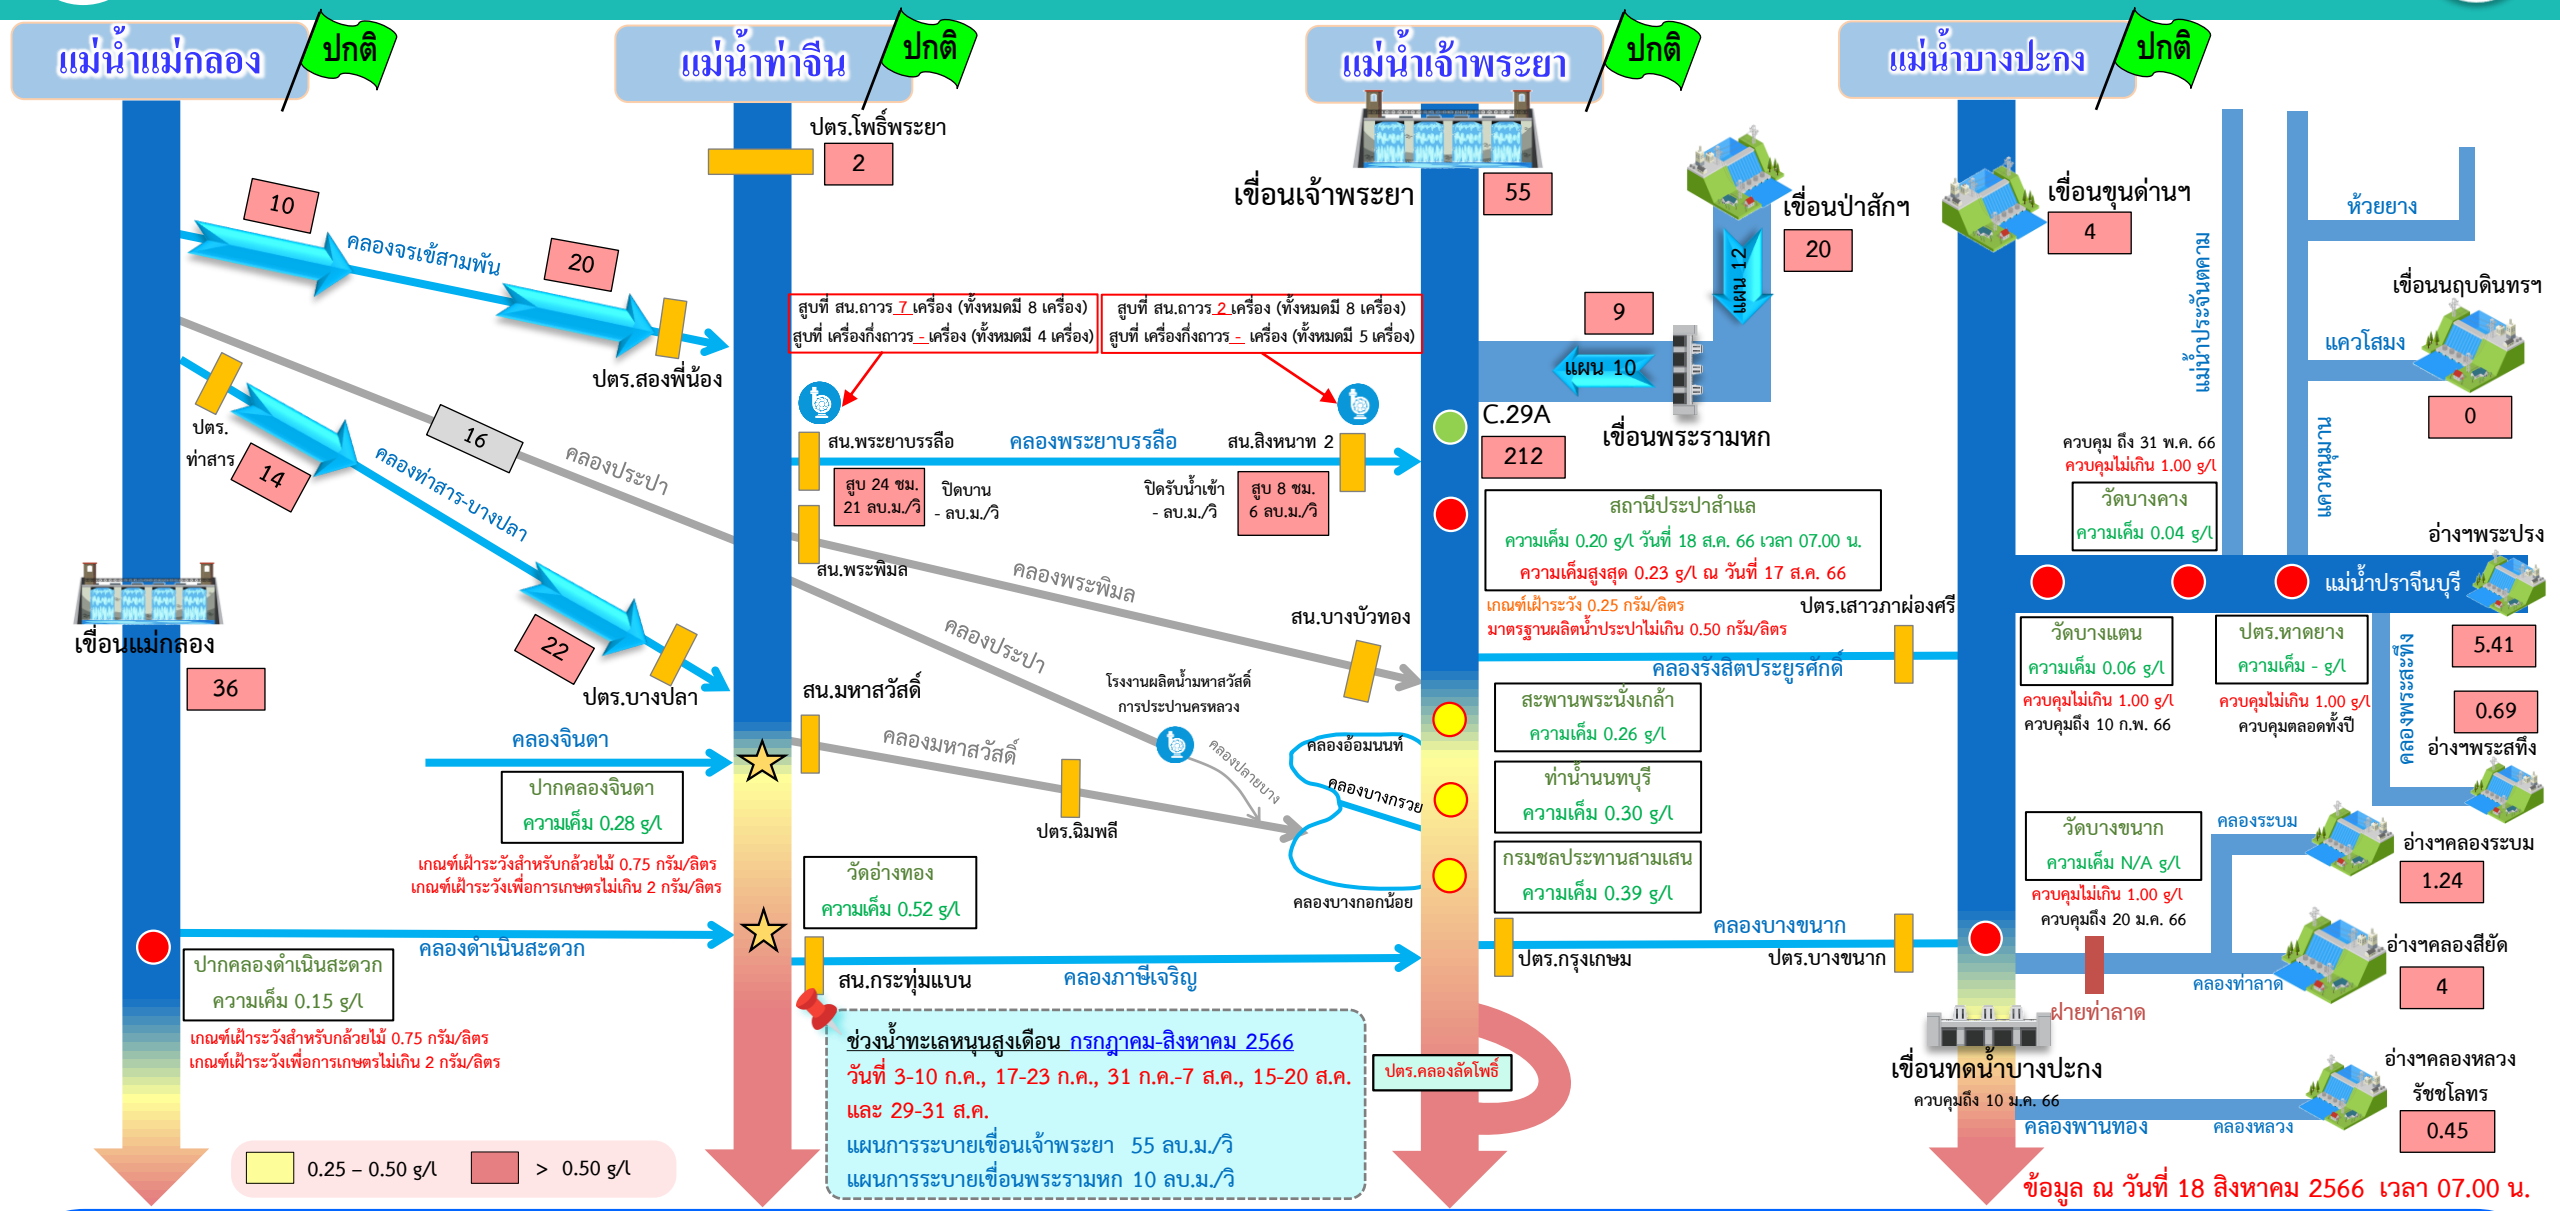 แม่น้ำแม่กลอง
ปกติ
แม่น้ำท่าจีน
ปกติ
แม่น้ำเจ้าพระยา
ปกติ
แม่น้ำบางปะกง
ปกติ
ปตร.โพธิ์พระยา
2
เขื่อนเจ้าพระยา
55
เขื่อนป่าสักฯ
20
แผน 12
9
แผน 10
เขื่อนพระรามหก
เขื่อนขุนด่านฯ
4
แม่น้ำประจันตคาม
ห้วยยาง
เขื่อนนฤบดินทรฯ
แควโสมง
0
แควหนุมาน
10
คลองจรเข้สามพัน
20
ปตร.สองพี่น้อง
สูบที่ สน.ถาวร 7 เครื่อง (ทั้งหมดมี 8 เครื่อง)
สูบที่ เครื่องกึ่งถาวร - เครื่อง (ทั้งหมดมี 4 เครื่อง)
สูบที่ สน.ถาวร 2 เครื่อง (ทั้งหมดมี 8 เครื่อง)
สูบที่ เครื่องกึ่งถาวร - เครื่อง (ทั้งหมดมี 5 เครื่อง)
ปตร.
ท่าสาร
14
16
คลองประปา
คลองท่าสาร-บางปลา
22
ปตร.บางปลา
สน.พระยาบรรลือ
คลองพระยาบรรลือ
สน.สิงหนาท 2
สูบ 24 ชม.
21 ลบ.ม./วิ
ปิดบาน
- ลบ.ม./วิ
ปิดรับน้ำเข้า
- ลบ.ม./วิ
สูบ 8 ชม.
6 ลบ.ม./วิ
C.29A
212
สถานีประปาสำแล
ความเค็ม 0.20 g/l วันที่ 18 ส.ค. 66 เวลา 07.00 น.
ความเค็มสูงสุด 0.23 g/l ณ วันที่ 17 ส.ค. 66
เกณฑ์เฝ้าระวัง 0.25 กรัม/ลิตร
มาตรฐานผลิตน้ำประปาไม่เกิน 0.50 กรัม/ลิตร
ปตร.เสาวภาผ่องศรี
คลองรังสิตประยูรศักดิ์
ควบคุม ถึง 31 พ.ค. 66
ควบคุมไม่เกิน 1.00 g/l
วัดบางคาง
ความเค็ม 0.04 g/l
อ่างฯพระปรง
แม่น้ำปราจีนบุรี
5.41
วัดบางแตน
ความเค็ม 0.06 g/l
ควบคุมไม่เกิน 1.00 g/l
ควบคุมถึง 10 ก.พ. 66
ปตร.หาดยาง
ความเค็ม - g/l
ควบคุมไม่เกิน 1.00 g/l
ควบคุมตลอดทั้งปี
คลองพระสะทึง
0.69
อ่างฯพระสทึง
สน.พระพิมล
คลองพระพิมล
สน.บางบัวทอง
คลองประปา
เขื่อนแม่กลอง
36
สน.มหาสวัสดิ์
โรงงานผลิตน้ำมหาสวัสดิ์
การประปานครหลวง
คลองมหาสวัสดิ์
คลองปลายบาง
ปตร.ฉิมพลี
คลองอ้อมนนท์
คลองบางกรวย
คลองบางกอกน้อย
สะพานพระนั่งเกล้า
ความเค็ม 0.26 g/l
ท่าน้ำนนทบุรี
ความเค็ม 0.30 g/l
กรมชลประทานสามเสน
ความเค็ม 0.39 g/l
คลองจินดา
ปากคลองจินดา
ความเค็ม 0.28 g/l
เกณฑ์เฝ้าระวังสำหรับกล้วยไม้ 0.75 กรัม/ลิตร
เกณฑ์เฝ้าระวังเพื่อการเกษตรไม่เกิน 2 กรัม/ลิตร
วัดอ่างทอง
ความเค็ม 0.52 g/l
วัดบางขนาก
ความเค็ม N/A g/l
ควบคุมไม่เกิน 1.00 g/l
ควบคุมถึง 20 ม.ค. 66
คลองระบม
อ่างฯคลองระบม
1.24
อ่างฯคลองสียัด
4
คลองท่าลาด
ฝายท่าลาด
คลองดำเนินสะดวก
ปากคลองดำเนินสะดวก
ความเค็ม 0.15 g/l
เกณฑ์เฝ้าระวังสำหรับกล้วยไม้ 0.75 กรัม/ลิตร
เกณฑ์เฝ้าระวังเพื่อการเกษตรไม่เกิน 2 กรัม/ลิตร
สน.กระทุ่มแบน
คลองภาษีเจริญ
ปตร.กรุงเกษม
คลองบางขนาก
ปตร.บางขนาก
ช่วงน้ำทะเลหนุนสูงเดือน กรกฎาคม-สิงหาคม 2566
วันที่ 3-10 ก.ค., 17-23 ก.ค., 31 ก.ค.-7 ส.ค., 15-20 ส.ค.
และ 29-31 ส.ค.
แผนการระบายเขื่อนเจ้าพระยา 55 ลบ.ม./วิ
แผนการระบายเขื่อนพระรามหก 10 ลบ.ม./วิ
ปตร.คลองลัดโพธิ์
เขื่อนทดน้ำบางปะกง
ควบคุมถึง 10 ม.ค. 66
คลองพานทอง
คลองหลวง
อ่างฯคลองหลวง
รัชชโลทร
0.45
0.25 – 0.50 g/l
> 0.50 g/l
ข้อมูล ณ วันที่ 18 สิงหาคม 2566 เวลา 07.00 น.